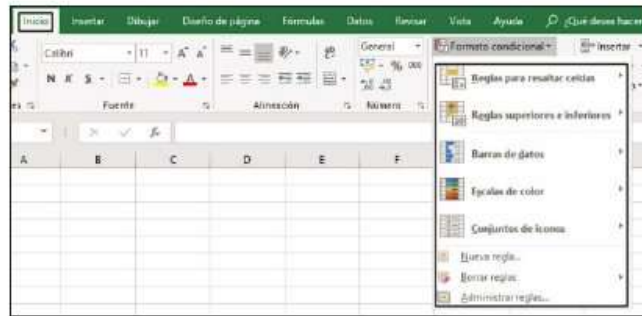 Inicio Insertar Dibujar Diseño de página Fórmulas Datos Revisar Vista Ayuda ¿Qué desea hacer
Calibri 11 A A General Formato condicional Insertar
N K S A % 000
Fuente Alineación Número
fx
A B C D E F
Reglas para resaltar celdas
Reglas superiores e inferiores
Barras de datos
Escalas de color
Conjuntos de iconos
Nueva regla...
Borrar reglas
Administrar reglas...